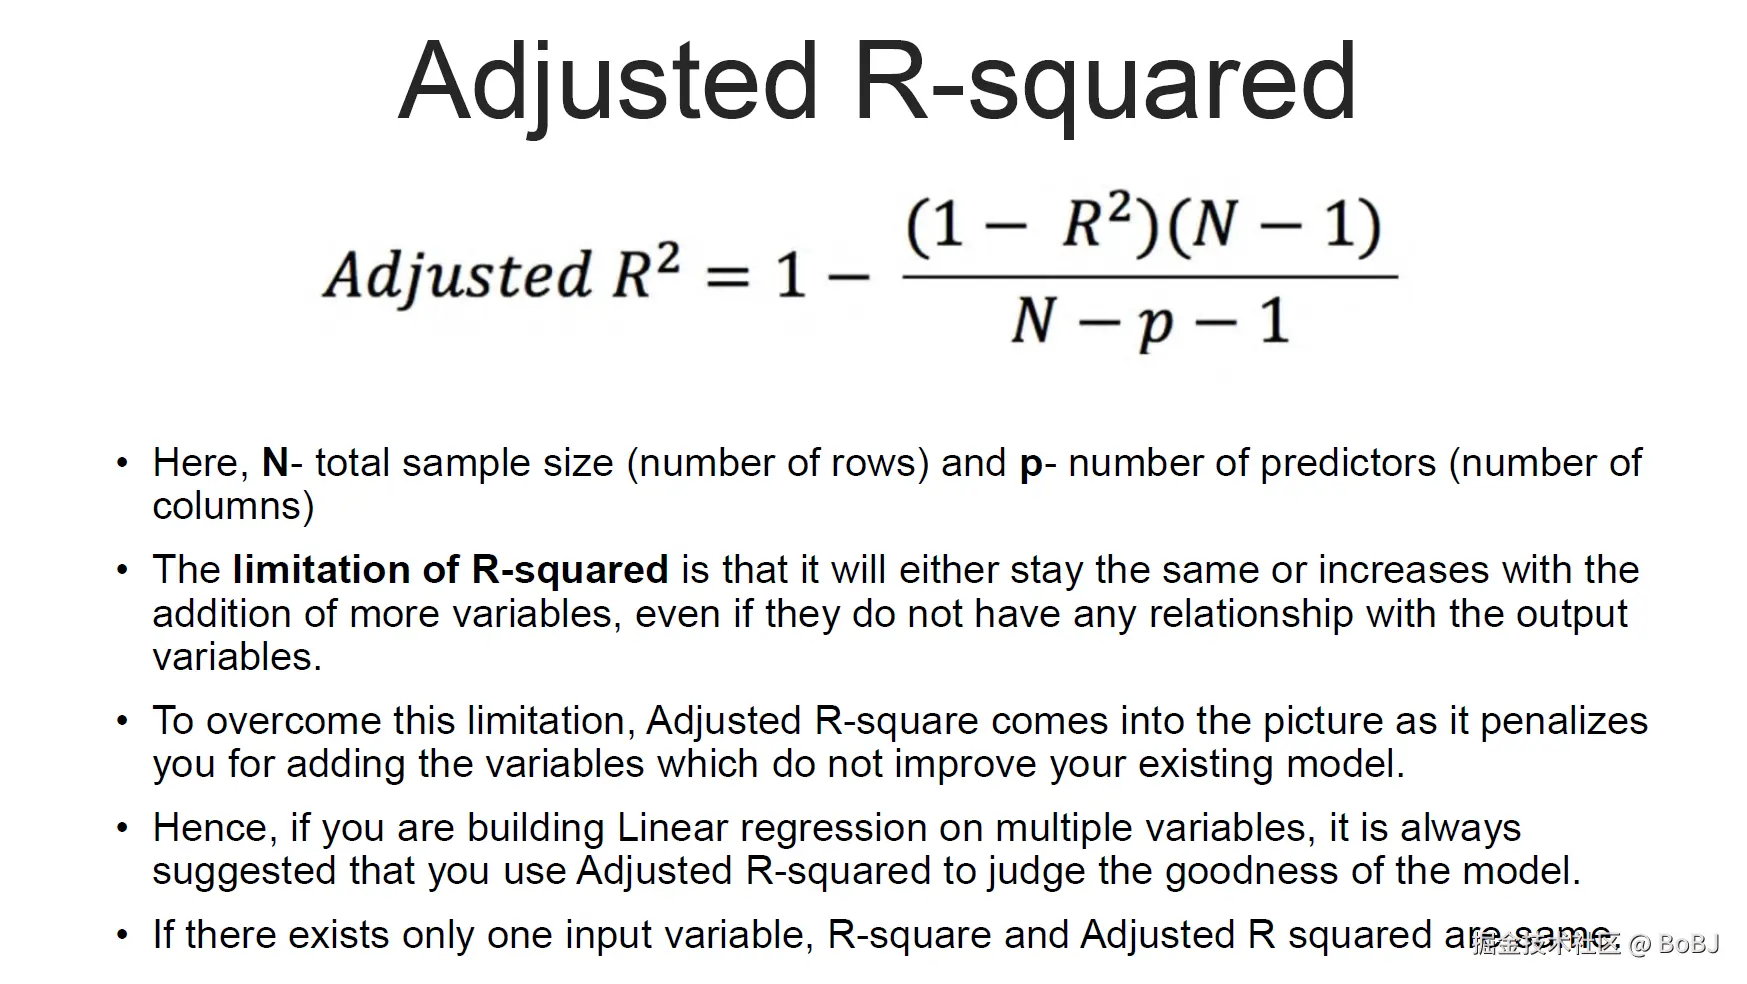 Adjusted R-squared
Adjusted R² = 1 − (1 − R²)(N − 1) / N − p − 1
• Here, N- total sample size (number of rows) and p- number of predictors (number of
columns)
• The limitation of R-squared is that it will either stay the same or increases with the
addition of more variables, even if they do not have any relationship with the output
variables.
• To overcome this limitation, Adjusted R-square comes into the picture as it penalizes
you for adding the variables which do not improve your existing model.
• Hence, if you are building Linear regression on multiple variables, it is always
suggested that you use Adjusted R-squared to judge the goodness of the model.
• If there exists only one input variable, R-square and Adjusted R squared are same.
掘金技术社区 @ BoBJ